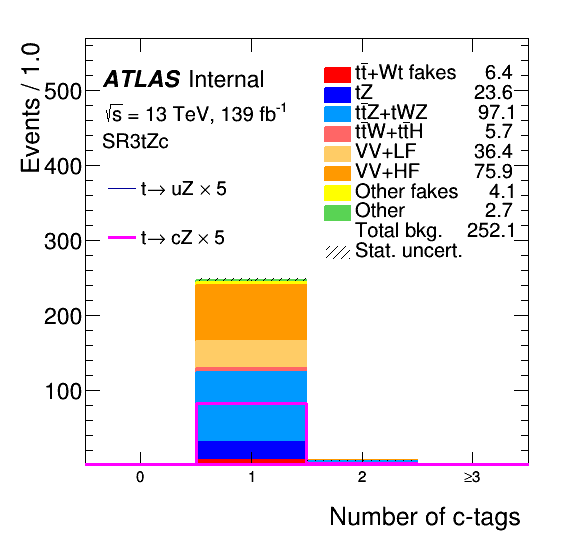 Events / 1.0
500
400
300
200
100
ATLAS Internal
√s = 13 TeV, 139 fb⁻¹
SR3tZc
t→ uZ × 5
t→ cZ × 5
tt̄+Wt fakes 6.4
tZ 23.6
tt̄Z+tWZ 97.1
tt̄W+tt̄H 5.7
VV+LF 36.4
VV+HF 75.9
Other fakes 4.1
Other 2.7
Total bkg. 252.1
Stat. uncert.
0 1 2 ≥3
Number of c-tags